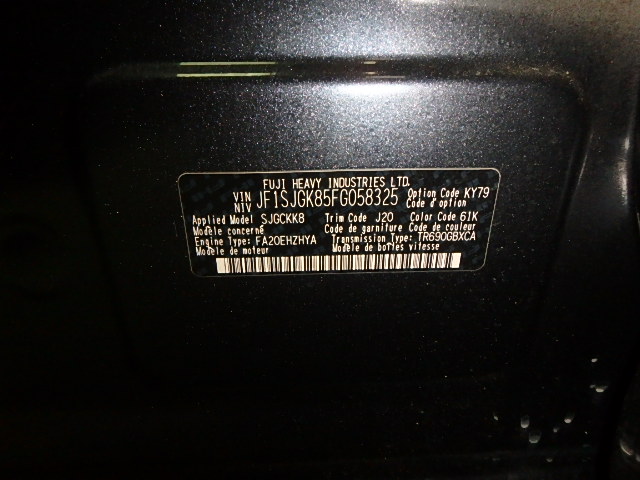 FUJI HEAVY INDUSTRIES LTD.
VIN NIV JF1SJGK85FG058325 Option Code KY79
Code d'option
Applied Model SJGCKK8 Trim Code J20 Color Code 61K
Modèle concerné Code de garniture Code de couleur
Engine Type: FA20EHZHYA Transmission Type: TR690GBXCA
Modèle de moteur Modèle de boîtes vitesse